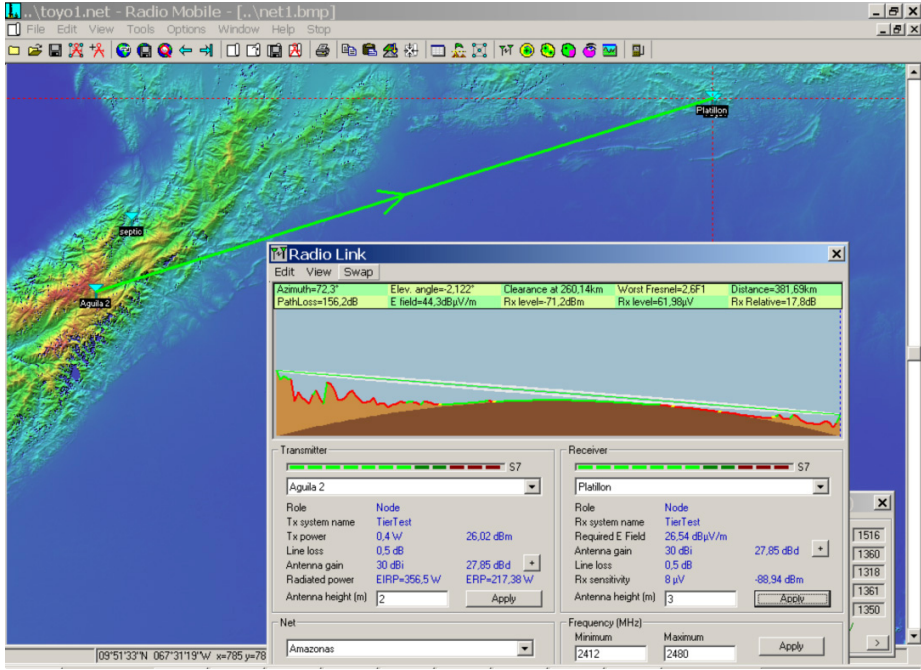 ..\toyo1.net - Radio Mobile - [..\net1.bmp]
File Edit View Tools Options Window Help Stop
Platillon
septio
Aguila 2
Radio Link
Edit View Swap
Azimuth=72,3° Elev. angle=-2,122° Clearance at 260,14km Worst Fresnel=2,6F1 Distance=381,69km
PathLoss=156,2dB E field=44,3dBµV/m Rx level=-71,2dBm Rx level=61,98µV Rx Relative=17,8dB
Transmitter
S7
Aguila 2
Role Node
Tx system name TierTest
Tx power 0,4 W 26,02 dBm
Line loss 0,5 dB
Antenna gain 30 dBi 27,85 dBd +
Radiated power EIRP=356,5 W ERP=217,38 W
Antenna height (m) 2 Apply
Net
Amazonas
Receiver
S7
Platillon
Role Node
Rx system name TierTest
Required E Field 26,54 dBµV/m
Antenna gain 30 dBi 27,85 dBd +
Line loss 0,5 dB
Rx sensitivity 8 µV -88,94 dBm
Antenna height (m) 3 Apply
Frequency (MHz)
Minimum Maximum
2412 2480 Apply
1516
1360
1318
1361
1350
>
09°51'33"N 067°31'19"W x=785 y=78